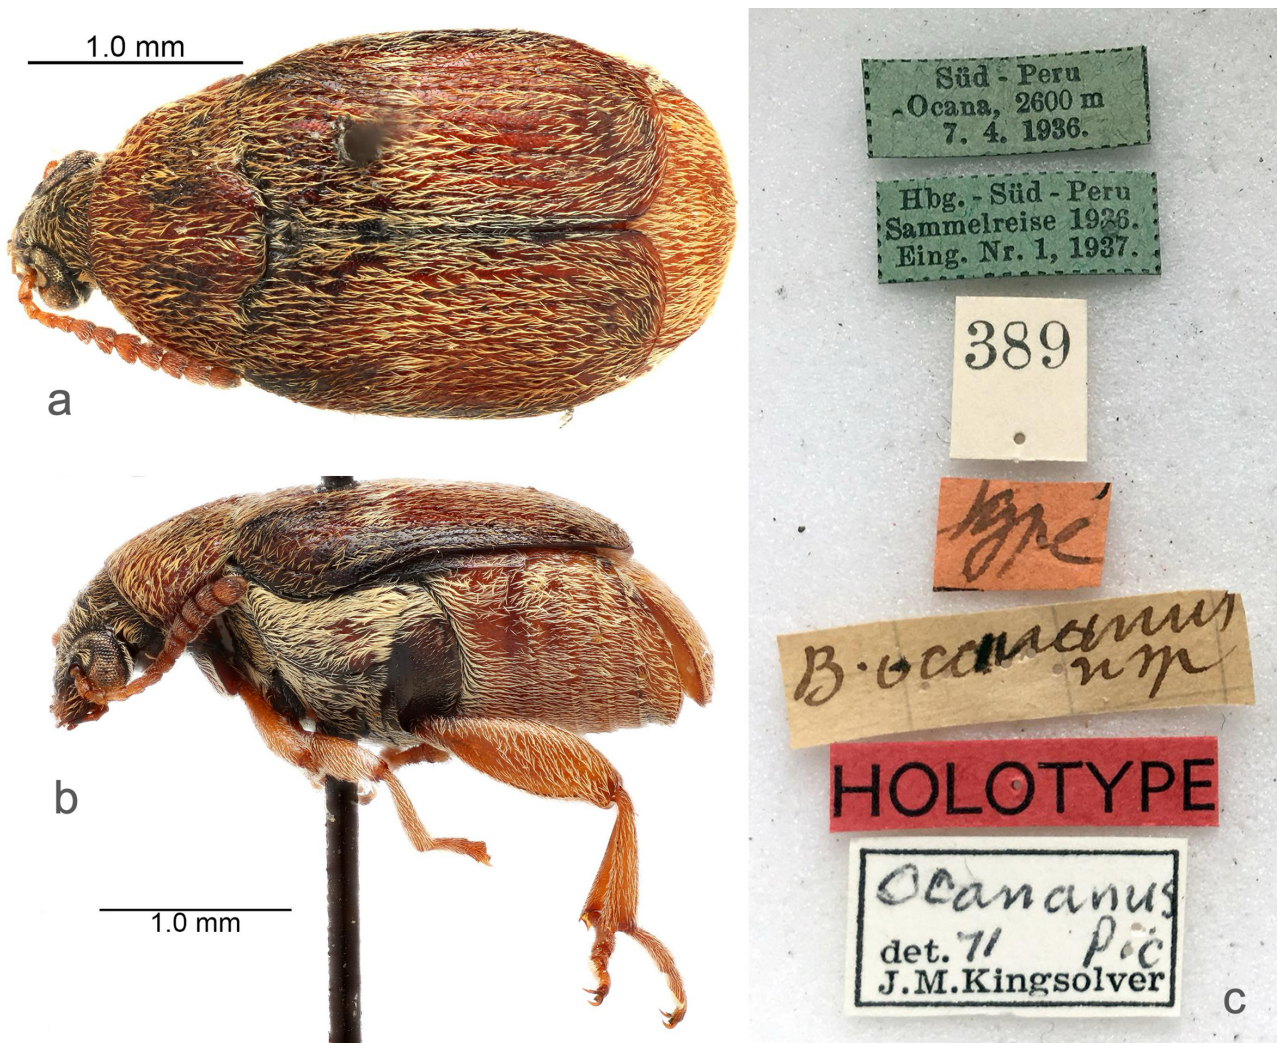 1.0 mm
a
1.0 mm
b
Süd - Peru
Ocana, 2600 m
7. 4. 1936.
Hbg. - Süd - Peru
Sammelreise 1936.
Eing. Nr. 1, 1937.
389
type
B. ocananus
n sp
HOLOTYPE
Ocananus
Pic
det. 71
J.M.Kingsolver
c